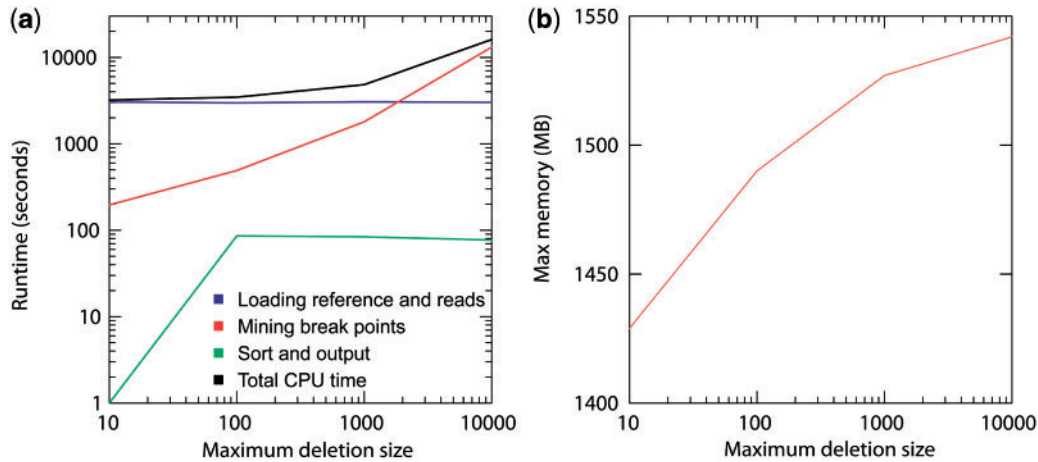 (a)
10000
1000
100
10
1
Runtime (seconds)
Loading reference and reads
Mining break points
Sort and output
Total CPU time
10 100 1000 10000
Maximum deletion size
(b)
1550
1500
1450
1400
Max memory (MB)
10 100 1000 10000
Maximum deletion size